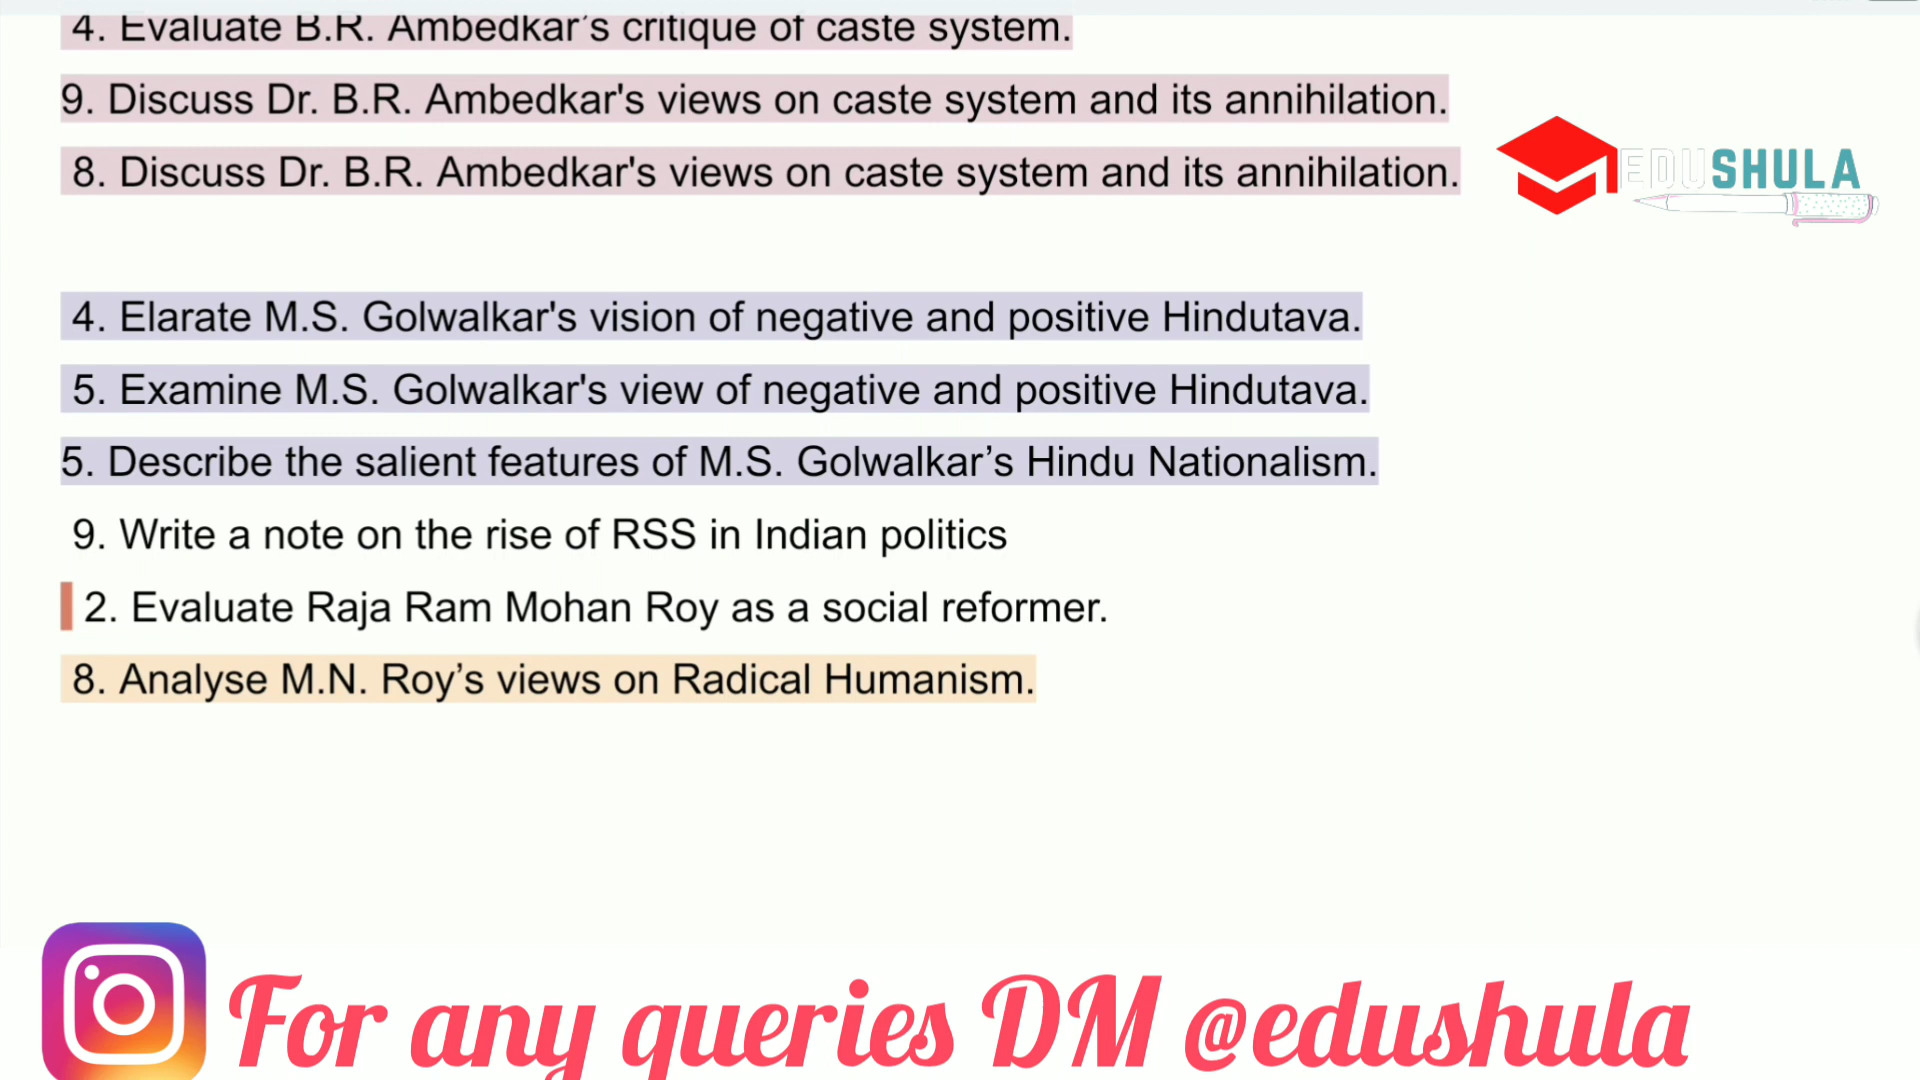 4. Evaluate B.R. Ambedkar’s critique of caste system.
9. Discuss Dr. B.R. Ambedkar's views on caste system and its annihilation.
8. Discuss Dr. B.R. Ambedkar's views on caste system and its annihilation.
EDUSHULA
4. Elarate M.S. Golwalkar's vision of negative and positive Hindutava.
5. Examine M.S. Golwalkar's view of negative and positive Hindutava.
5. Describe the salient features of M.S. Golwalkar’s Hindu Nationalism.
9. Write a note on the rise of RSS in Indian politics
2. Evaluate Raja Ram Mohan Roy as a social reformer.
8. Analyse M.N. Roy’s views on Radical Humanism.
For any queries DM @edushula